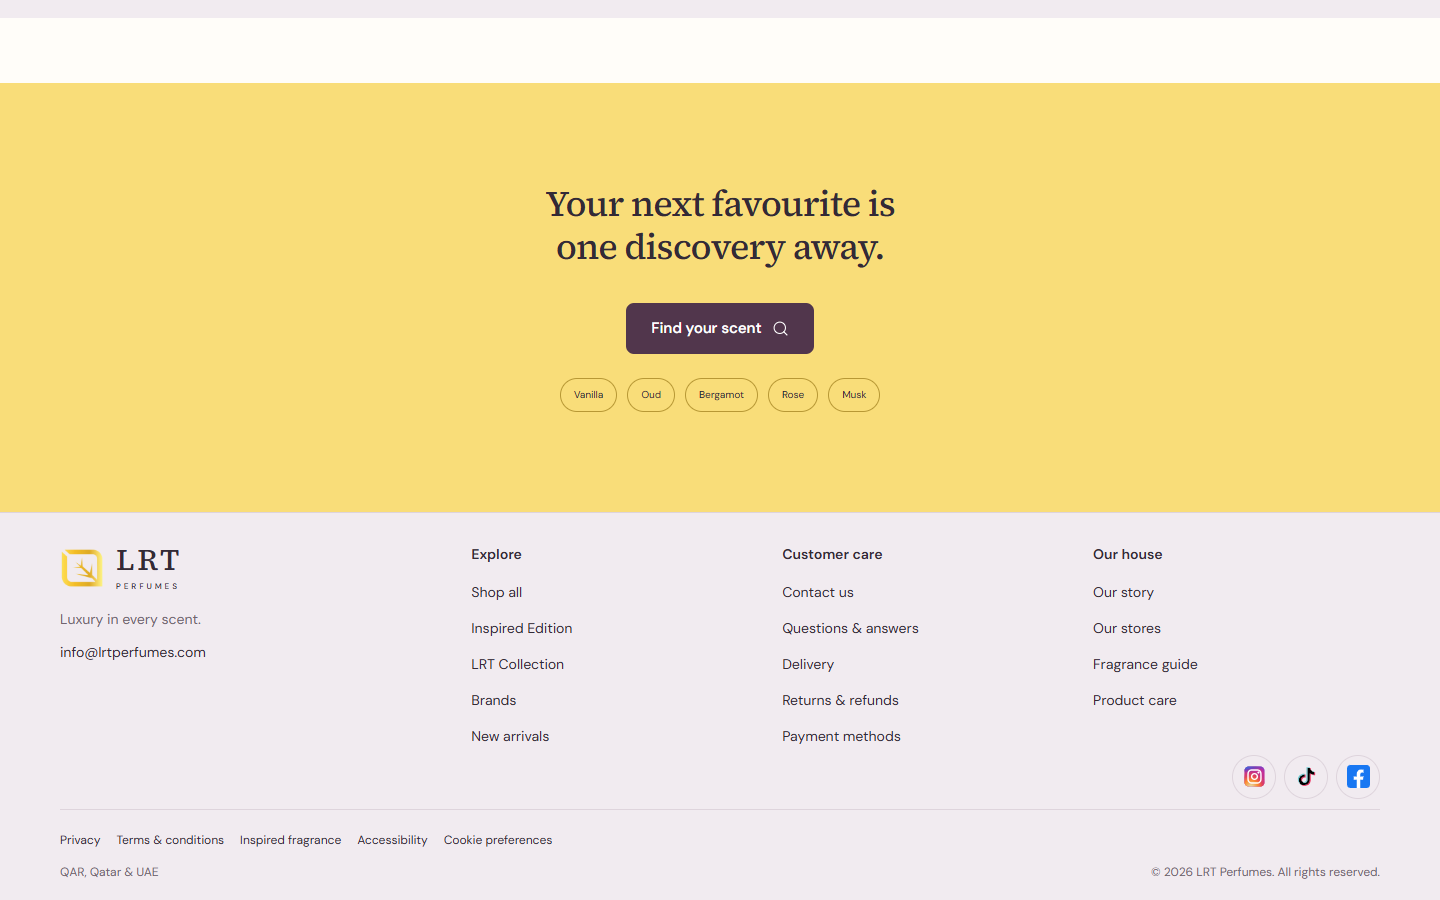 Your next favourite is
one discovery away.
Find your scent
Vanilla
Oud
Bergamot
Rose
Musk
LRT
PERFUMES
Luxury in every scent.
info@lrtperfumes.com
Explore
Shop all
Inspired Edition
LRT Collection
Brands
New arrivals
Customer care
Contact us
Questions & answers
Delivery
Returns & refunds
Payment methods
Our house
Our story
Our stores
Fragrance guide
Product care
Privacy
Terms & conditions
Inspired fragrance
Accessibility
Cookie preferences
QAR, Qatar & UAE
© 2026 LRT Perfumes. All rights reserved.